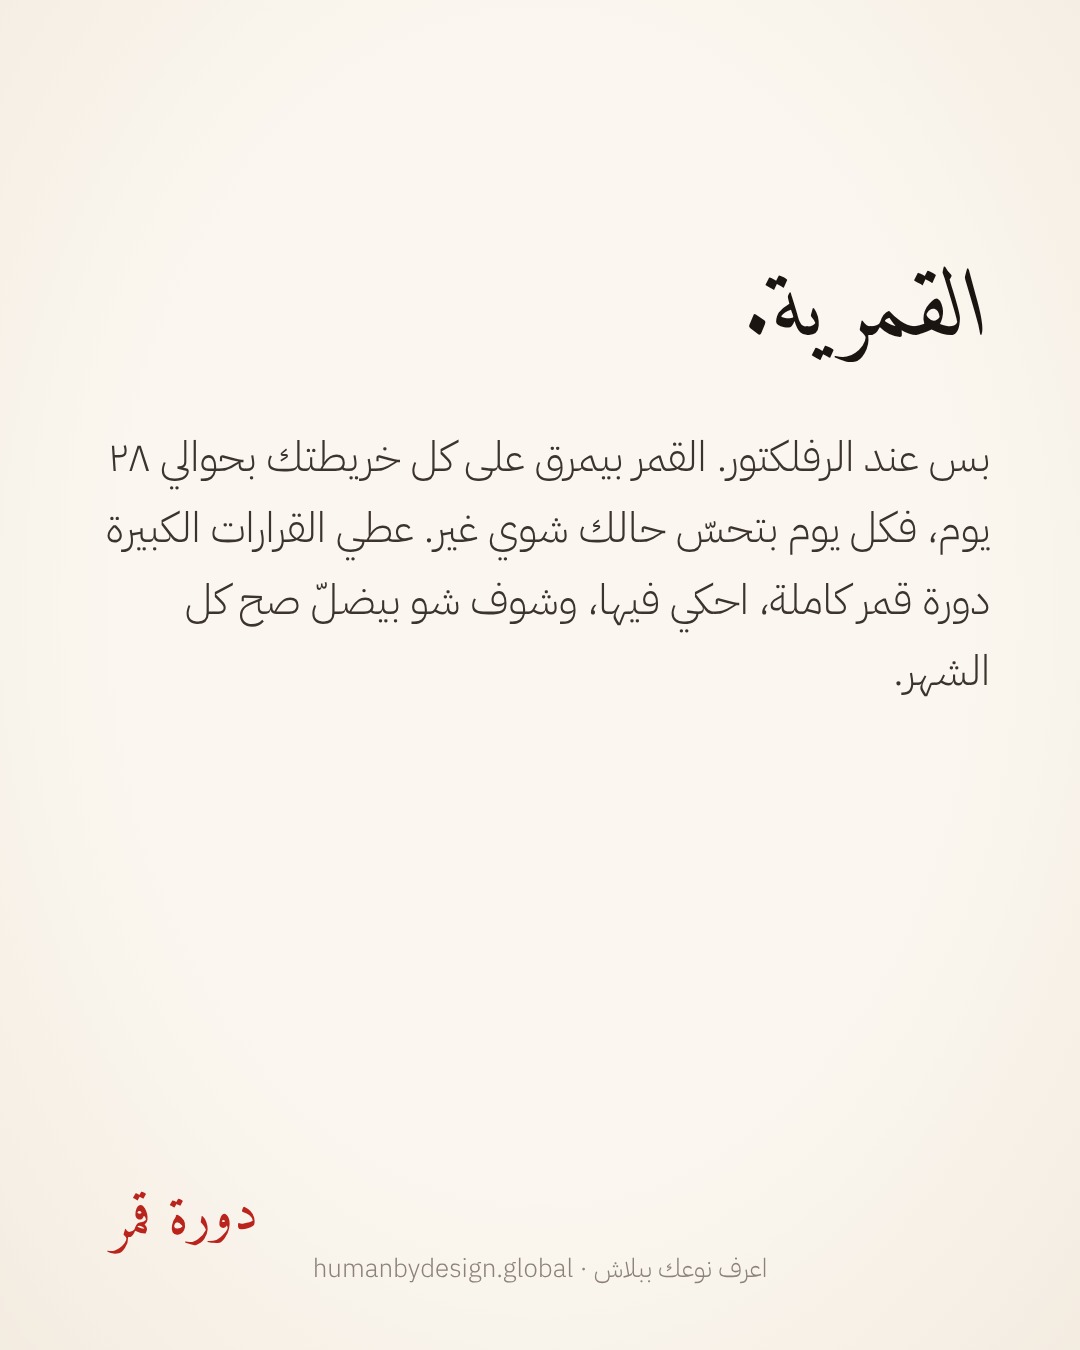 القمرية.
بس عند الرفلكتور. القمر بيمرق على كل خريطتك بحوالي ٢٨
يوم، فكل يوم بتحسّ حالك شوي غير. عطي القرارات الكبيرة
دورة قمر كاملة، احكي فيها، وشوف شو بيضلّ صح كل
الشهر.
دورة قمر
اعرف نوعك ببلاش · humanbydesign.global